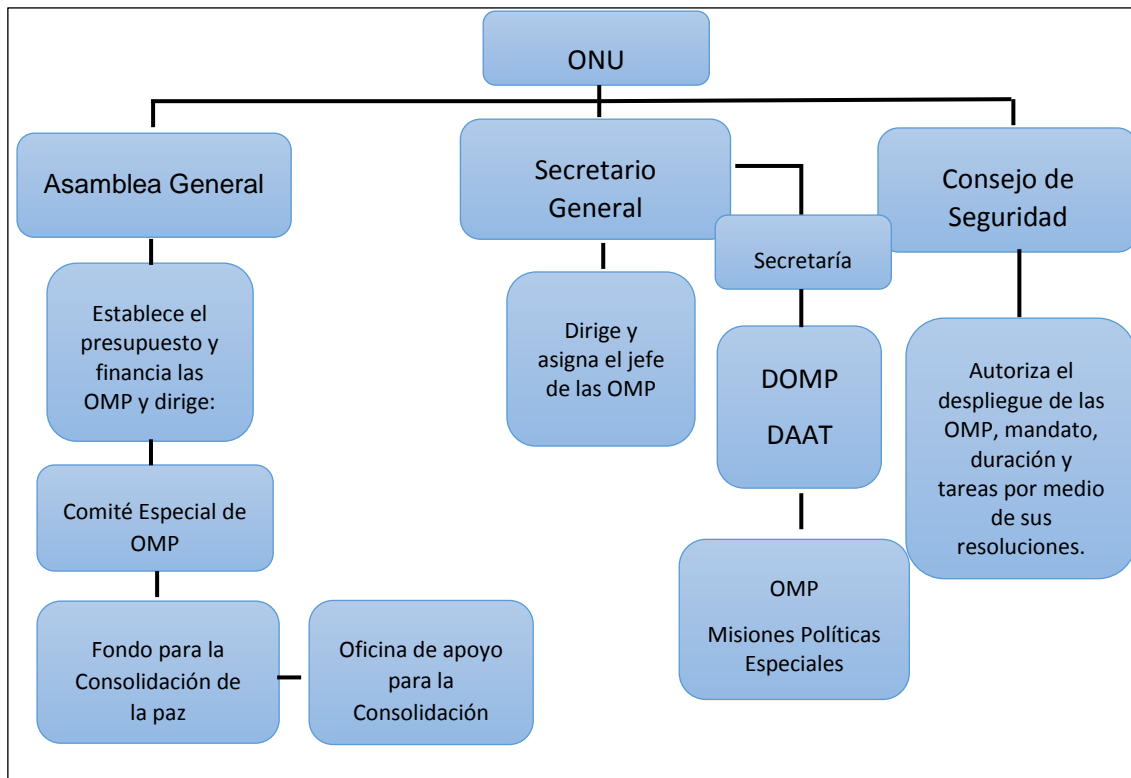 ONU
Asamblea General
Secretario
General
Consejo de
Seguridad
Secretaría
Establece el
presupuesto y
financia las
OMP y dirige:
Dirige y
asigna el jefe
de las OMP
DOMP
DAAT
Autoriza el
despliegue de las
OMP, mandato,
duración y
tareas por medio
de sus
resoluciones.
Comité Especial de
OMP
OMP
Misiones Políticas
Especiales
Fondo para la
Consolidación de
la paz
Oficina de apoyo
para la
Consolidación